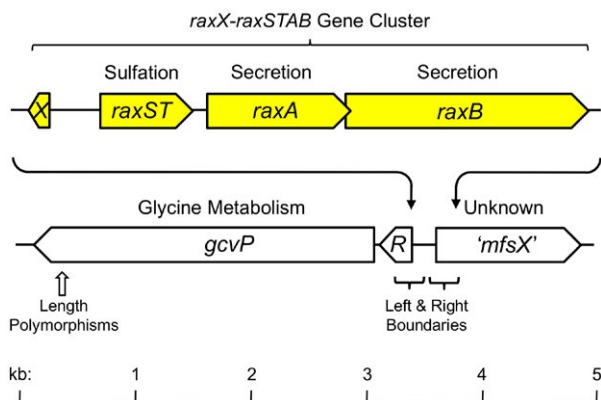 raxX-raxSTAB Gene Cluster
Sulfation Secretion Secretion
X raxST raxA raxB
Glycine Metabolism Unknown
gcvP R ‘mfsX’
Length
Polymorphisms
Left & Right
Boundaries
kb: 1 2 3 4 5